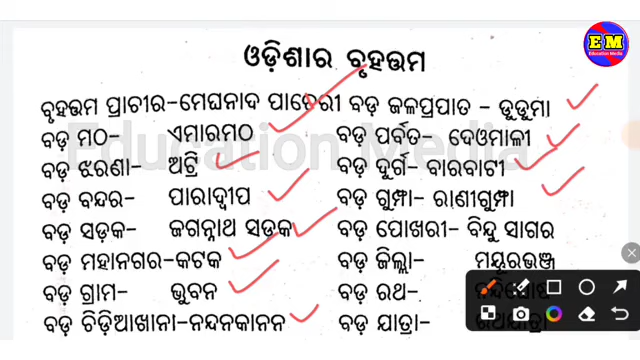 EM
Education Media
ଓଡ଼ିଶାର ବୃହତ୍ତମ
ବୃହତ୍ତମ ପ୍ରାଚୀର-ମେଘନାଦ ପାଚେରୀ ବଡ଼ ଜଳପ୍ରପାତ - ଡୁଡୁମା
ବଡ଼ ମଠ- ଏମାରମଠ ବଡ଼ ପର୍ବତ- ଦେଓମାଳୀ
ବଡ଼ ଝରଣା- ଅଟ୍ରି ବଡ଼ ଦୁର୍ଗ- ବାରବାଟୀ
ବଡ଼ ବନ୍ଦର- ପାରାଦ୍ୱୀପ ବଡ଼ ଗୁମ୍ଫା- ରାଣୀଗୁମ୍ଫା
ବଡ଼ ସଡ଼କ- ଜଗନ୍ନାଥ ସଡ଼କ ବଡ଼ ପୋଖରୀ- ବିନ୍ଦୁ ସାଗର
ବଡ଼ ମହାନଗର-କଟକ ବଡ଼ ଜିଲ୍ଲା- ମୟୂରଭଞ୍ଜ
ବଡ଼ ଗ୍ରାମ- ଭୁବନ ବଡ଼ ରଥ-
ବଡ଼ ଚିଡ଼ିଆଖାନା-ନନ୍ଦନକାନନ ବଡ଼ ଯାତ୍ରା-